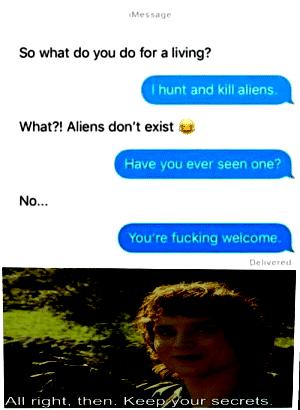 iMessage
So what do you do for a living?
I hunt and kill aliens.
What?! Aliens don't exist 😂
Have you ever seen one?
No...
You're fucking welcome.
Delivered
All right, then. Keep your secrets.